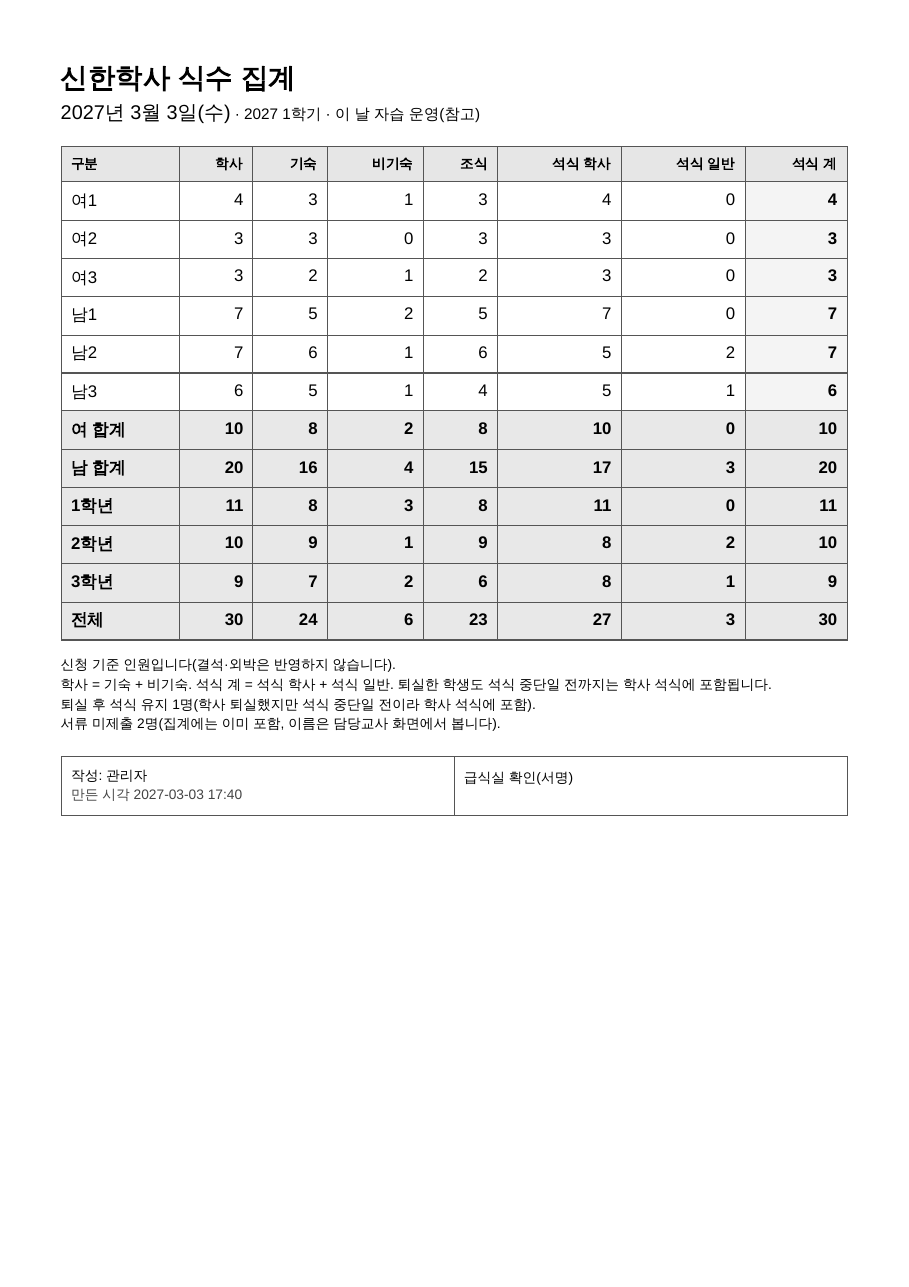 신한학사 식수 집계
2027년 3월 3일(수) · 2027 1학기 · 이 날 자습 운영(참고)
구분 학사 기숙 비기숙 조식 석식 학사 석식 일반 석식 계
여1 4 3 1 3 4 0 4
여2 3 3 0 3 3 0 3
여3 3 2 1 2 3 0 3
남1 7 5 2 5 7 0 7
남2 7 6 1 6 5 2 7
남3 6 5 1 4 5 1 6
여 합계 10 8 2 8 10 0 10
남 합계 20 16 4 15 17 3 20
1학년 11 8 3 8 11 0 11
2학년 10 9 1 9 8 2 10
3학년 9 7 2 6 8 1 9
전체 30 24 6 23 27 3 30
신청 기준 인원입니다(결석·외박은 반영하지 않습니다).
학사 = 기숙 + 비기숙. 석식 계 = 석식 학사 + 석식 일반. 퇴실한 학생도 석식 중단일 전까지는 학사 석식에 포함됩니다.
퇴실 후 석식 유지 1명(학사 퇴실했지만 석식 중단일 전이라 학사 석식에 포함).
서류 미제출 2명(집계에는 이미 포함, 이름은 담당교사 화면에서 봅니다).
작성: 관리자
만든 시각 2027-03-03 17:40
급식실 확인(서명)